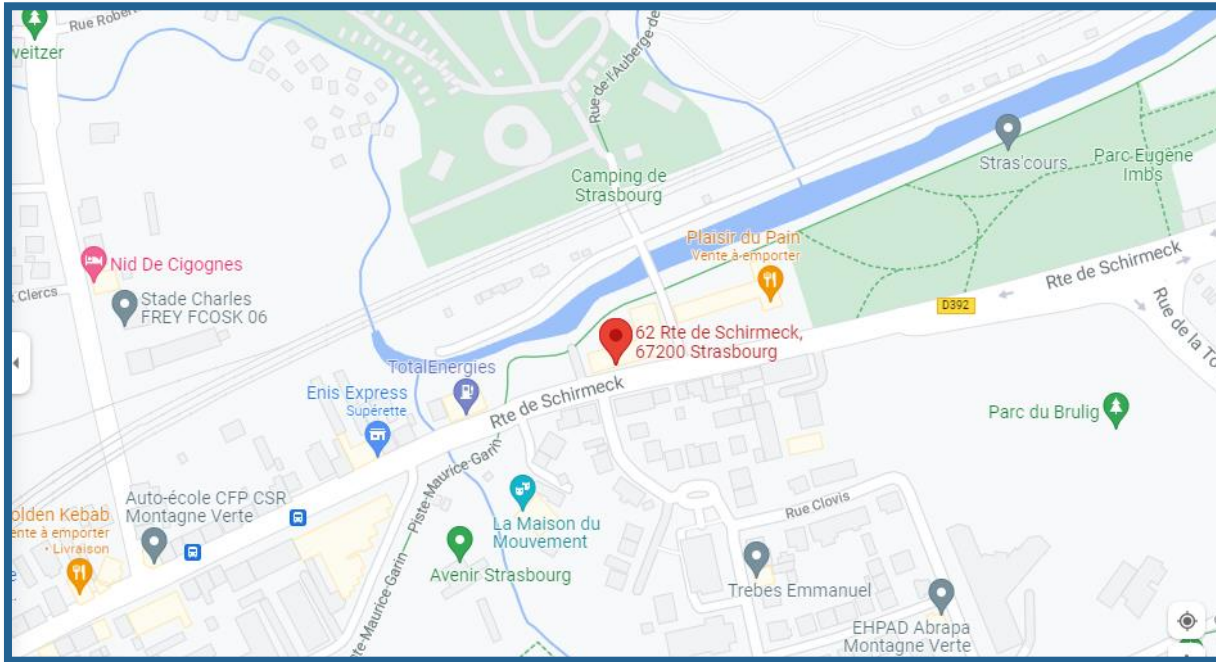 Rue Robert
weitzer
Rue de l'Auberge de
Camping de
Strasbourg
Stras'cours
Parc Eugène
Imbs
Plaisir du Pain
Vente à emporter
Nid De Cigognes
Clercs
Stade Charles
FREY FCOSK 06
Rte de Schirmeck
D392
62 Rte de Schirmeck,
67200 Strasbourg
Rue de la To
TotalEnergies
Enis Express
Supérette
Rte de Schirmeck
Parc du Brulig
Piste-Maurice-Garin
Auto-école CFP CSR
Montagne Verte
olden Kebab
ente à emporter
· Livraison
La Maison du
Mouvement
Rue Clovis
Avenir Strasbourg
Trebes Emmanuel
Piste-Maurice-Garin
EHPAD Abrapa
Montagne Verte